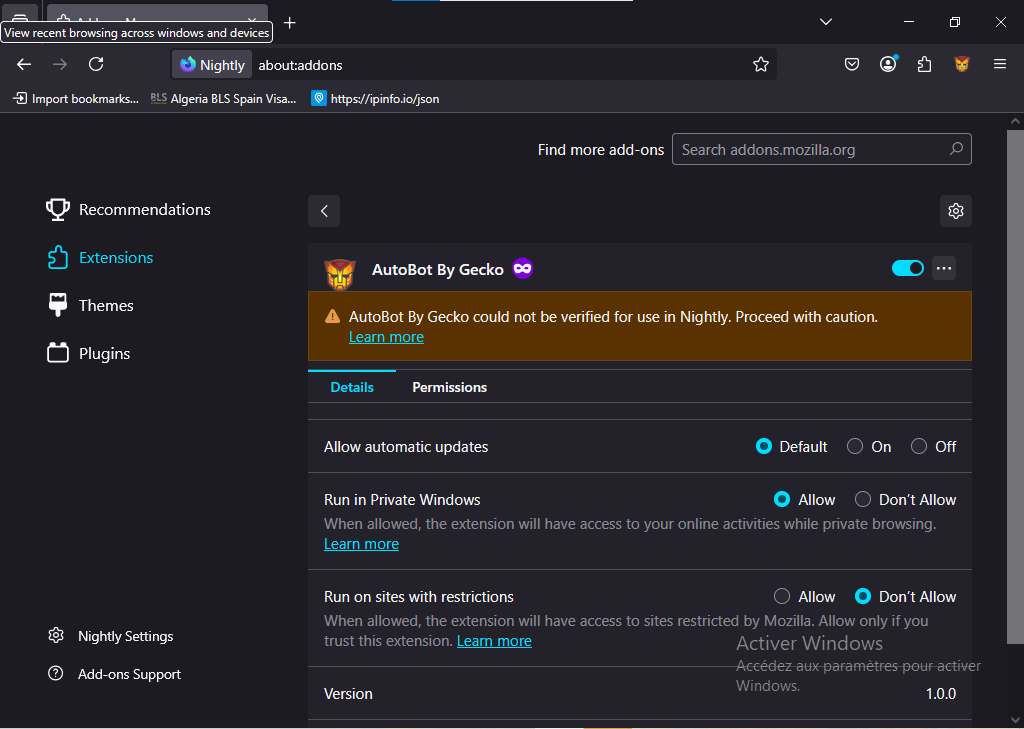 View recent browsing across windows and devices
Nightly
about:addons
Import bookmarks...
BLS Algeria BLS Spain Visa...
https://ipinfo.io/json
Find more add-ons
Search addons.mozilla.org
Recommendations
Extensions
Themes
Plugins
AutoBot By Gecko
AutoBot By Gecko could not be verified for use in Nightly. Proceed with caution.
Learn more
Details
Permissions
Allow automatic updates
Default
On
Off
Run in Private Windows
Allow
Don't Allow
When allowed, the extension will have access to your online activities while private browsing.
Learn more
Run on sites with restrictions
Allow
Don't Allow
When allowed, the extension will have access to sites restricted by Mozilla. Allow only if you
trust this extension. Learn more
Version
1.0.0
Nightly Settings
Add-ons Support
Activer Windows
Accédez aux paramètres pour activer
Windows.